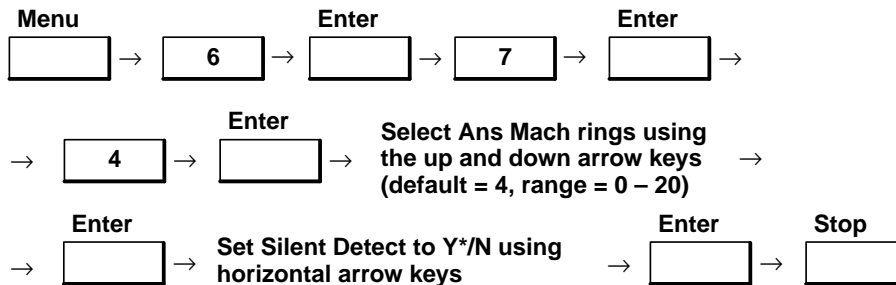 Menu Enter Enter
→ 6 → → 7 → →
Enter
→ 4 → → Select Ans Mach rings using →
the up and down arrow keys
(default = 4, range = 0 – 20)
Enter Enter Stop
→ → Set Silent Detect to Y*/N using → →
horizontal arrow keys